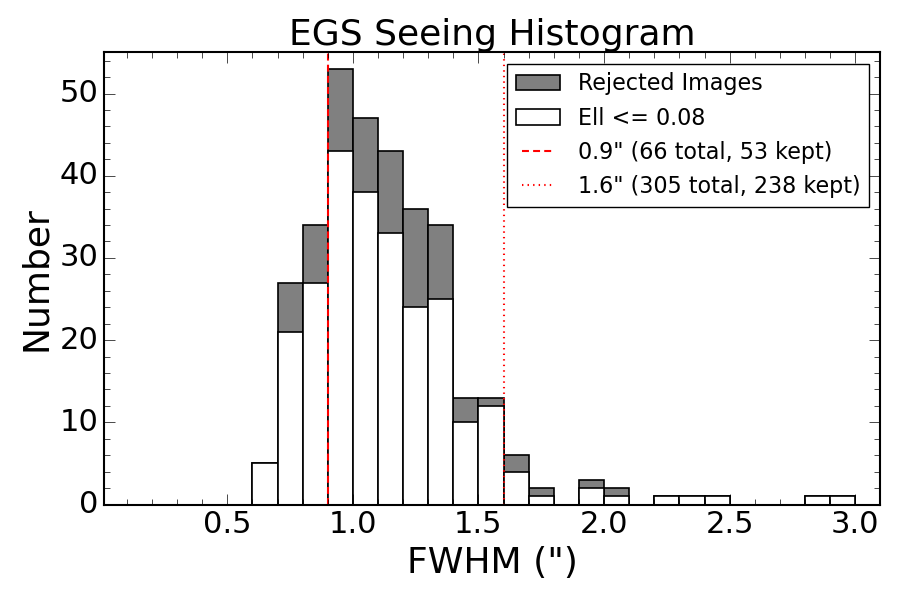 EGS Seeing Histogram
Rejected Images
Ell <= 0.08
0.9" (66 total, 53 kept)
1.6" (305 total, 238 kept)
Number
50
40
30
20
10
0
0.5 1.0 1.5 2.0 2.5 3.0
FWHM (")